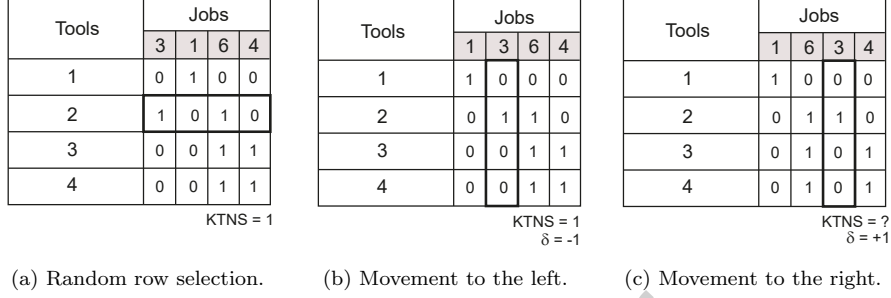 Tools Jobs
3 1 6 4
1 0 1 0 0
2 1 0 1 0
3 0 0 1 1
4 0 0 1 1
KTNS = 1
(a) Random row selection.
Tools Jobs
1 3 6 4
1 1 0 0 0
2 0 1 1 0
3 0 0 1 1
4 0 0 1 1
KTNS = 1
δ = -1
(b) Movement to the left.
Tools Jobs
1 6 3 4
1 1 0 0 0
2 0 1 1 0
3 0 1 0 1
4 0 1 0 1
KTNS = ?
δ = +1
(c) Movement to the right.